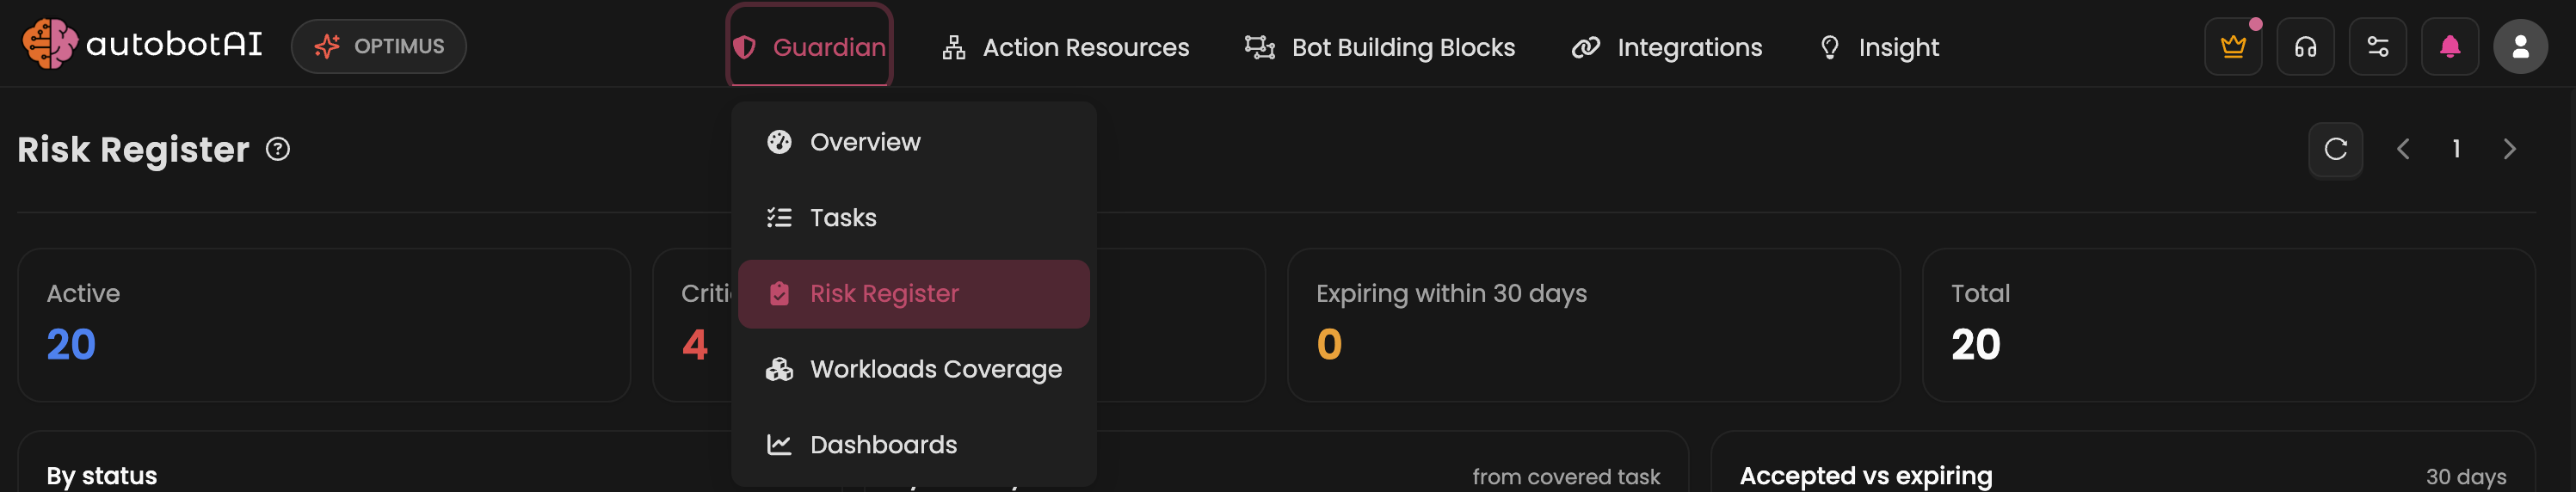 autobotAI
OPTIMUS
Guardian
Action Resources
Bot Building Blocks
Integrations
Insight
Risk Register
1
Overview
Tasks
Risk Register
Workloads Coverage
Dashboards
Active
20
4
Expiring within 30 days
0
Total
20
By status
from covered task
Accepted vs expiring
30 days